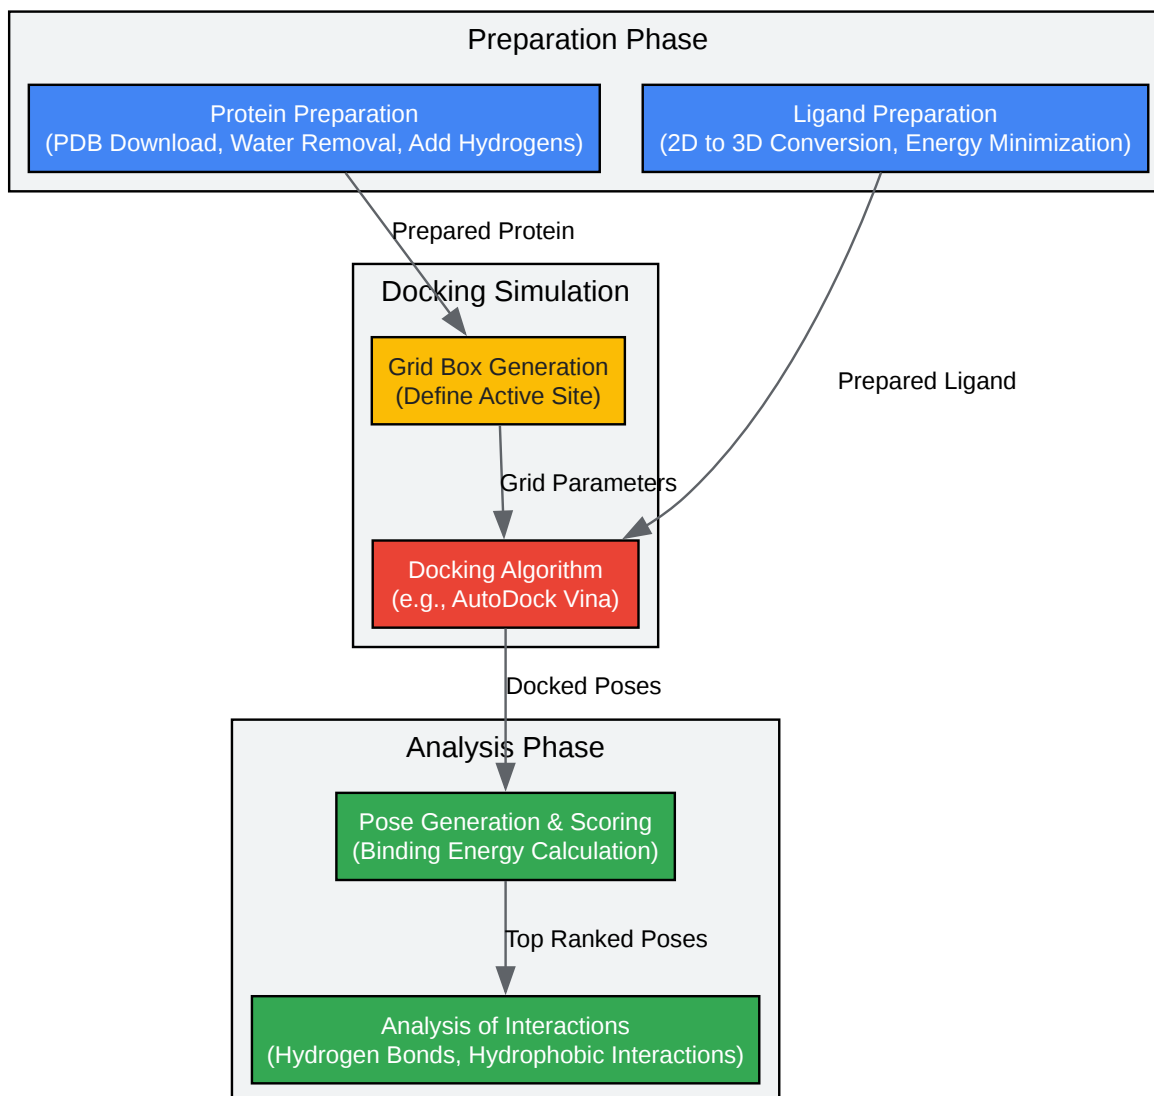 Preparation Phase
Protein Preparation
(PDB Download, Water Removal, Add Hydrogens)
Ligand Preparation
(2D to 3D Conversion, Energy Minimization)
Prepared Protein
Docking Simulation
Grid Box Generation
(Define Active Site)
Prepared Ligand
Grid Parameters
Docking Algorithm
(e.g., AutoDock Vina)
Docked Poses
Analysis Phase
Pose Generation & Scoring
(Binding Energy Calculation)
Top Ranked Poses
Analysis of Interactions
(Hydrogen Bonds, Hydrophobic Interactions)